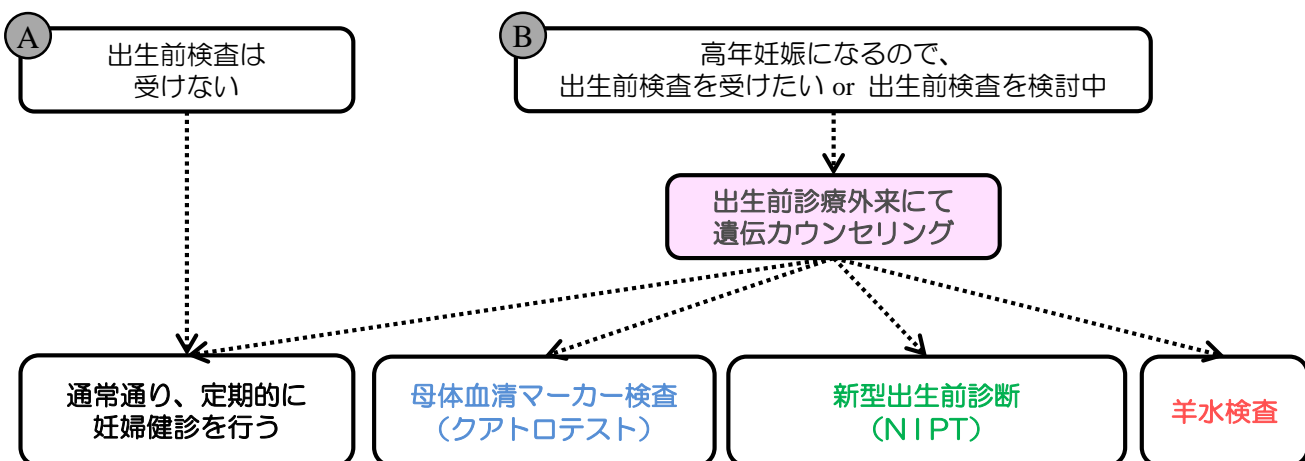 A
出生前検査は
受けない
B
高年妊娠になるので、
出生前検査を受けたい or 出生前検査を検討中
出生前診療外来にて
遺伝カウンセリング
通常通り、定期的に
妊婦健診を行う
母体血清マーカー検査
（クアトロテスト）
新型出生前診断
（ＮＩＰＴ）
羊水検査